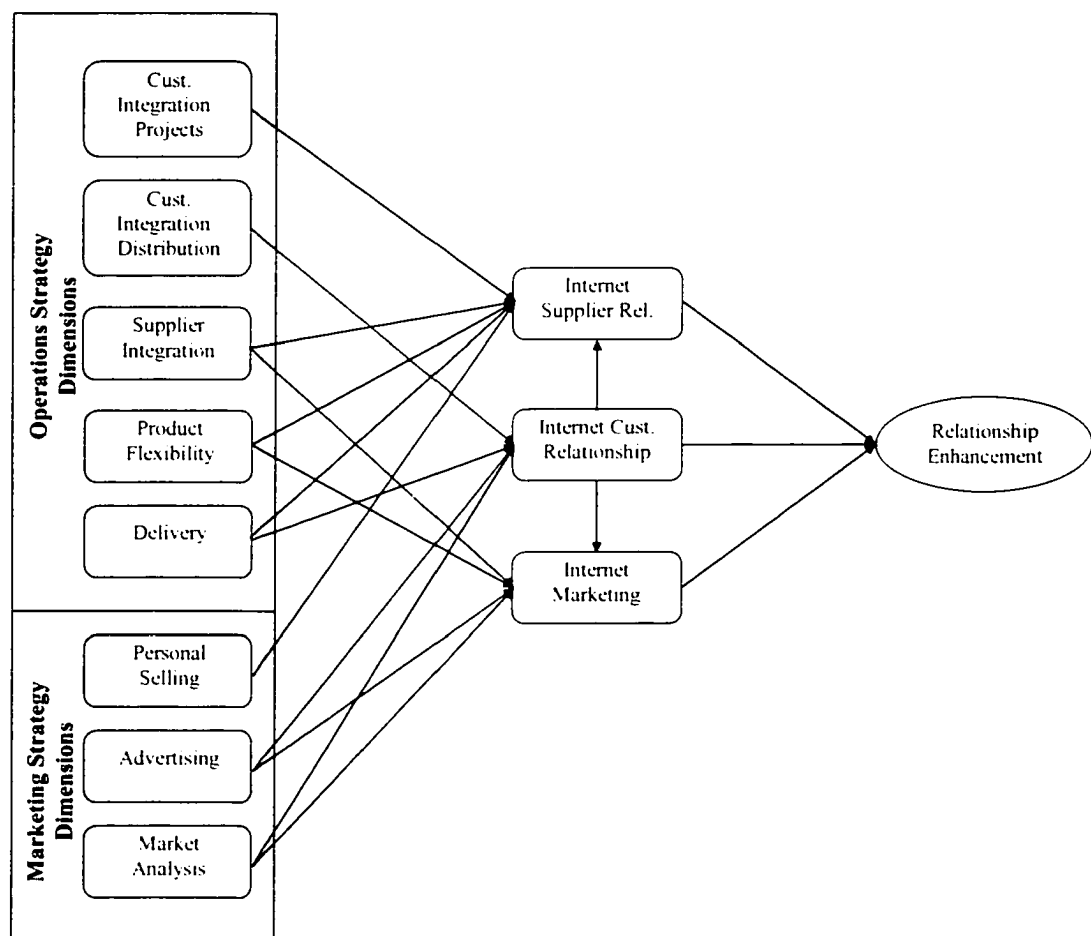 Operations Strategy
Dimensions
Cust.
Integration
Projects
Cust.
Integration
Distribution
Supplier
Integration
Product
Flexibility
Delivery
Marketing Strategy
Dimensions
Personal
Selling
Advertising
Market
Analysis
Internet
Supplier Rel.
Internet Cust.
Relationship
Internet
Marketing
Relationship
Enhancement